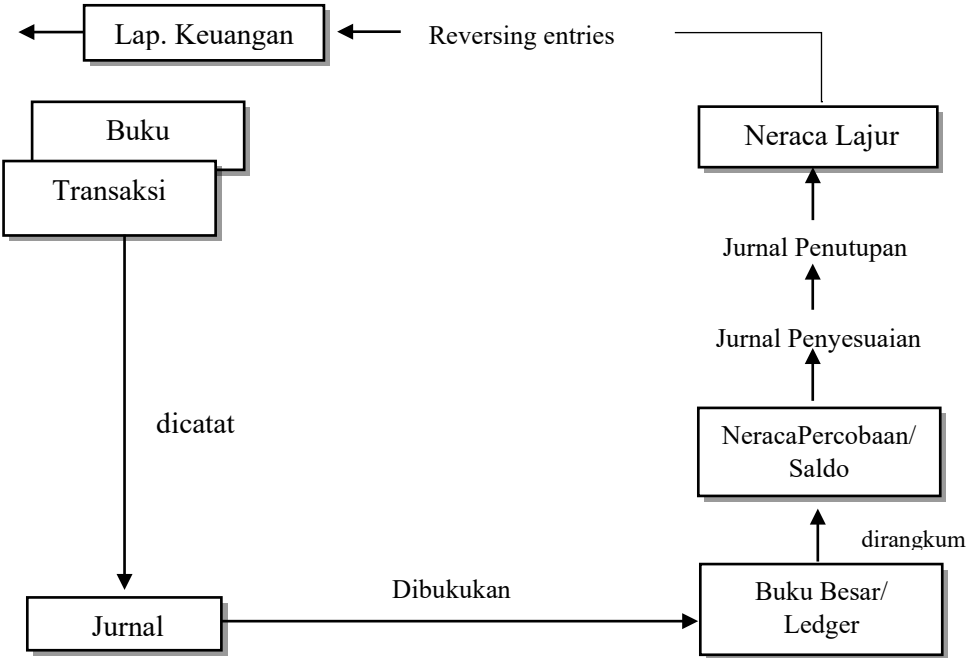 Lap. Keuangan
Reversing entries
Buku
Transaksi
Neraca Lajur
Jurnal Penutupan
Jurnal Penyesuaian
dicatat
NeracaPercobaan/
Saldo
dirangkum
Dibukukan
Buku Besar/
Ledger
Jurnal